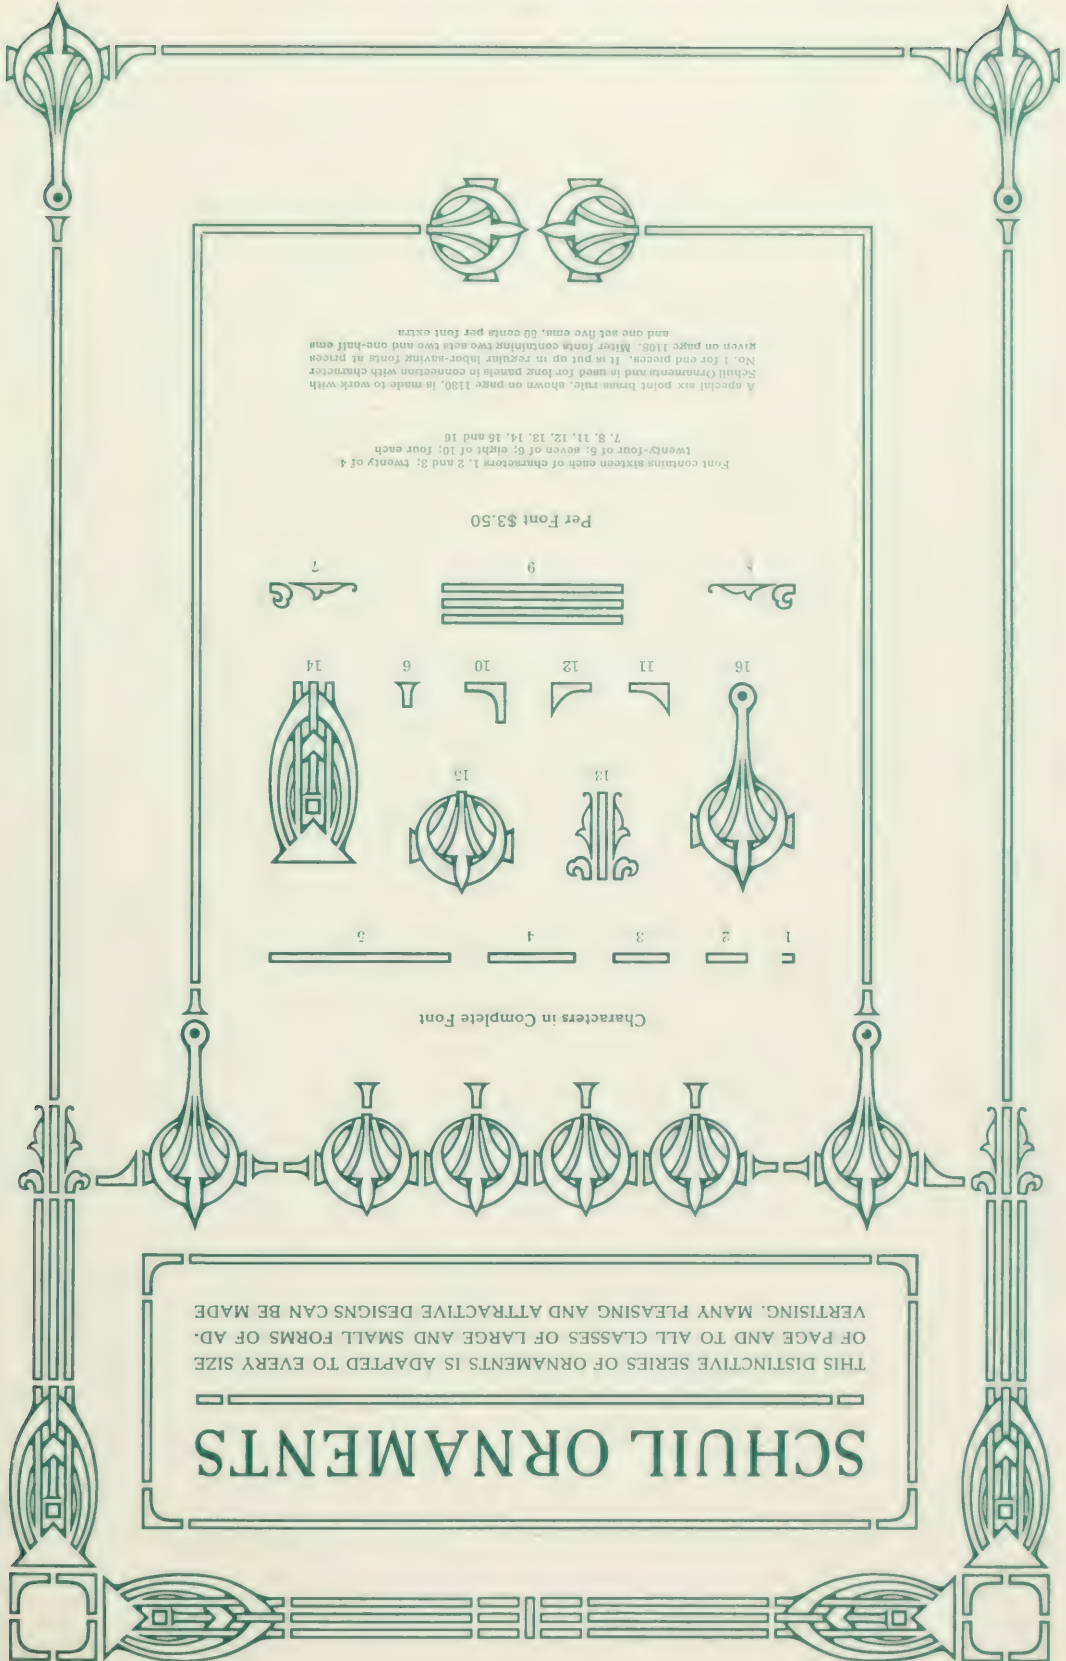 SCHUIL ORNAMENTS
THIS DISTINCTIVE SERIES OF ORNAMENTS IS ADAPTED TO EVERY SIZE
OF PAGE AND TO ALL CLASSES OF LARGE AND SMALL FORMS OF AD-
VERTISING. MANY PLEASING AND ATTRACTIVE DESIGNS CAN BE MADE
Characters in Complete Font
1 2 3 4 5
16 13 15 14
11 12 10 6
8 9 7
Per Font $3.50
Font contains sixteen each of characters 1, 2 and 3; twenty of 4
twenty-four of 5; seven of 6; eight of 10; four each
7, 8, 11, 12, 13, 14, 15 and 16
A special six point brass rule, shown on page 1180, is made to work with
Schuil Ornaments and is used for long panels in connection with character
No. 1 for end pieces. It is put up in regular labor-saving fonts at prices
given on page 1108. Miter fonts containing two sets two and one-half ems
and one set five ems, 50 cents per font extra